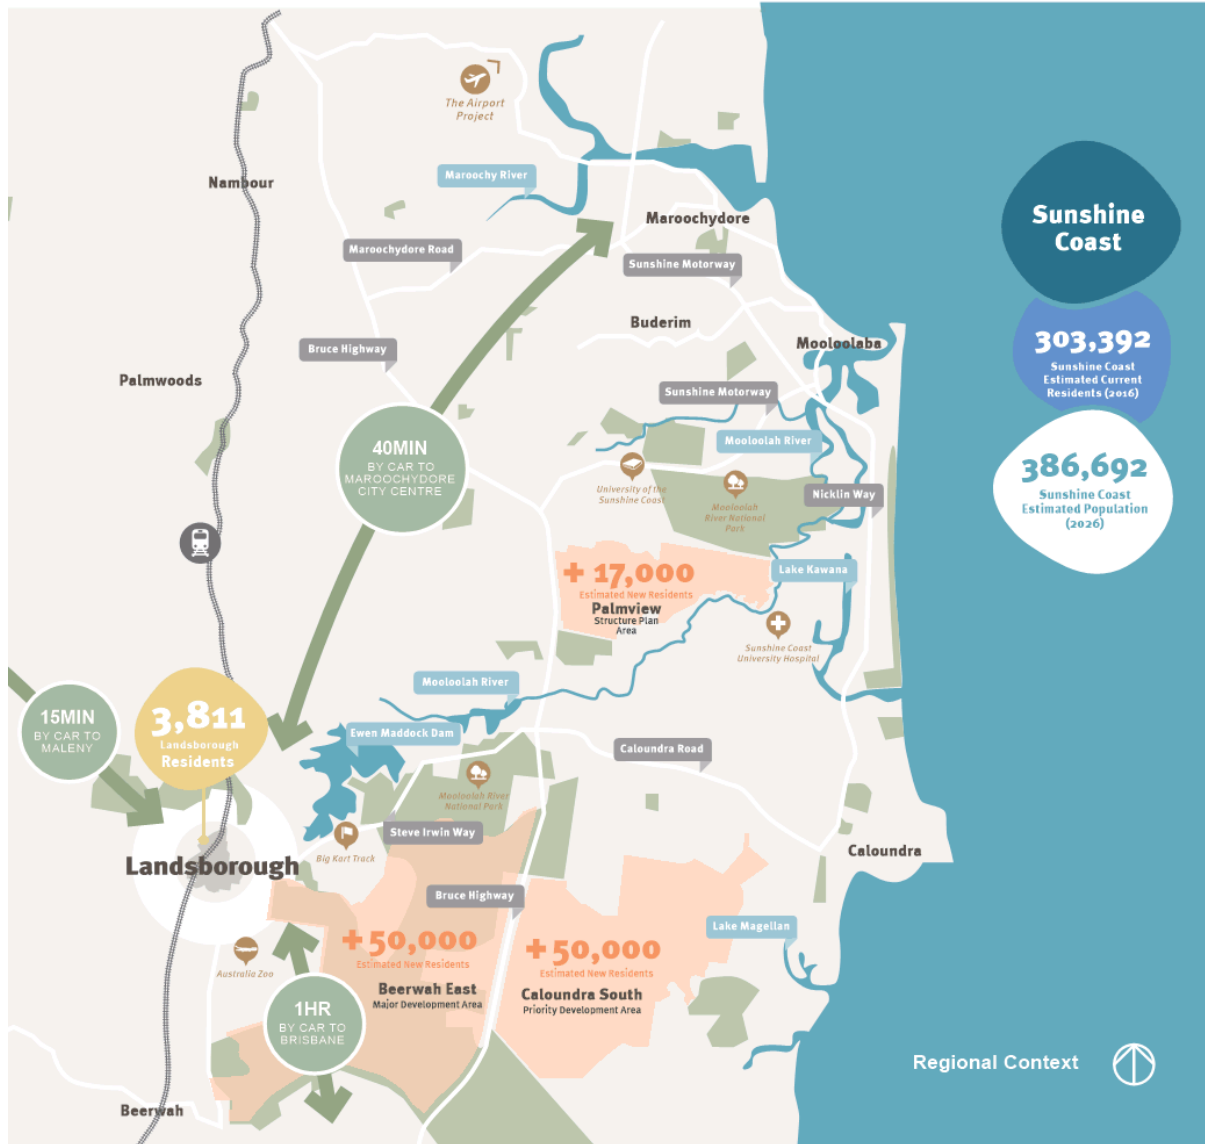 The Airport
Project
Nambour
Maroochy River
Maroochydore
Sunshine
Coast
Maroochydore Road
Sunshine Motorway
Buderim
303,392
Sunshine Coast
Estimated Current
Residents (2016)
Bruce Highway
Mooloolaba
Palmwoods
Sunshine Motorway
40MIN
BY CAR TO
MAROOCHYDORE
CITY CENTRE
Mooloolah River
386,692
Sunshine Coast
Estimated Population
(2026)
University of the
Sunshine Coast
Mooloolah
River National
Park
Nicklin Way
+ 17,000
Estimated New Residents
Palmview
Structure Plan
Area
Lake Kawana
Sunshine Coast
University Hospital
Mooloolah River
15MIN
BY CAR TO
MALENY
3,811
Landsborough
Residents
Ewen Maddock Dam
Caloundra Road
Mooloolah River
National Park
Steve Irwin Way
Big Kart Track
Landsborough
Caloundra
Bruce Highway
Lake Magellan
+ 50,000
Estimated New Residents
Beerwah East
Major Development Area
+ 50,000
Estimated New Residents
Caloundra South
Priority Development Area
Australia Zoo
1HR
BY CAR TO
BRISBANE
Regional Context
Beerwah